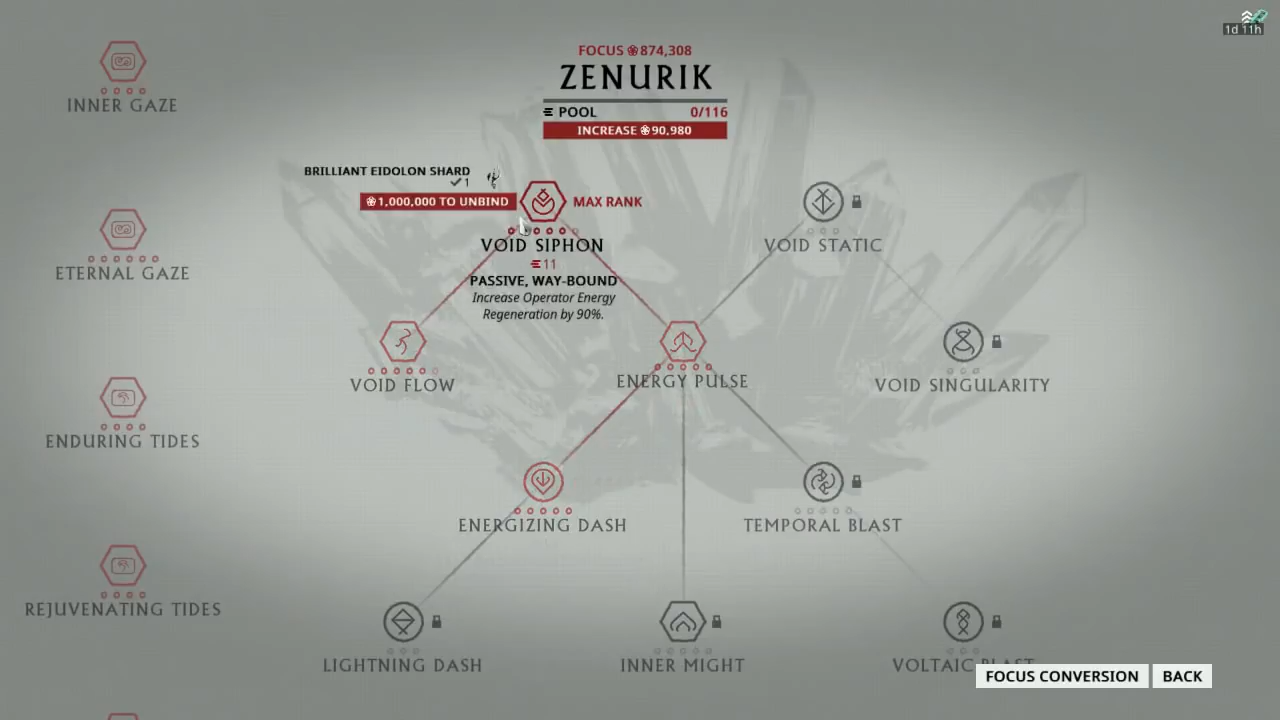 1d 11h
FOCUS 874,308
ZENURIK
POOL 0/116
INCREASE 90,980
INNER GAZE
BRILLIANT EIDOLON SHARD
1
1,000,000 TO UNBIND
MAX RANK
VOID SIPHON
11
PASSIVE, WAY-BOUND
Increase Operator Energy
Regeneration by 90%.
VOID STATIC
ETERNAL GAZE
VOID FLOW
ENERGY PULSE
VOID SINGULARITY
ENDURING TIDES
ENERGIZING DASH
TEMPORAL BLAST
REJUVENATING TIDES
LIGHTNING DASH
INNER MIGHT
VOLTAIC BLAST
FOCUS CONVERSION
BACK